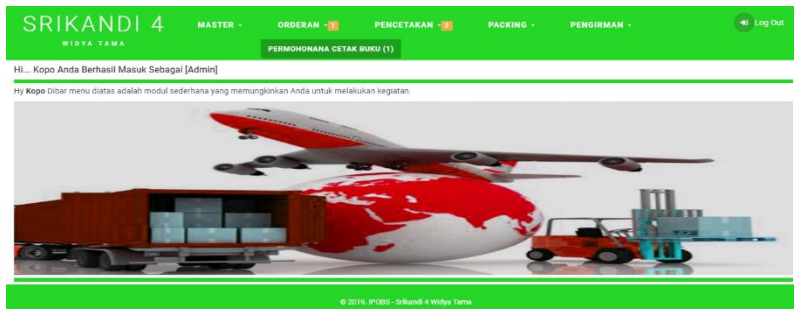 SRIKANDI 4
WIDYA TAMA
MASTER - ORDERAN - 1 PENCETAKAN - 2 PACKING - PENGIRMAN - Log Out
PERMOHONANA CETAK BUKU (1)
Hi... Kopo Anda Berhasil Masuk Sebagai [Admin]
Hy Kopo Dibar menu diatas adalah modul sederhana yang memungkinkan Anda untuk melakukan kegiatan.
© 2019. IPOBS - Srikandi 4 Widya Tama